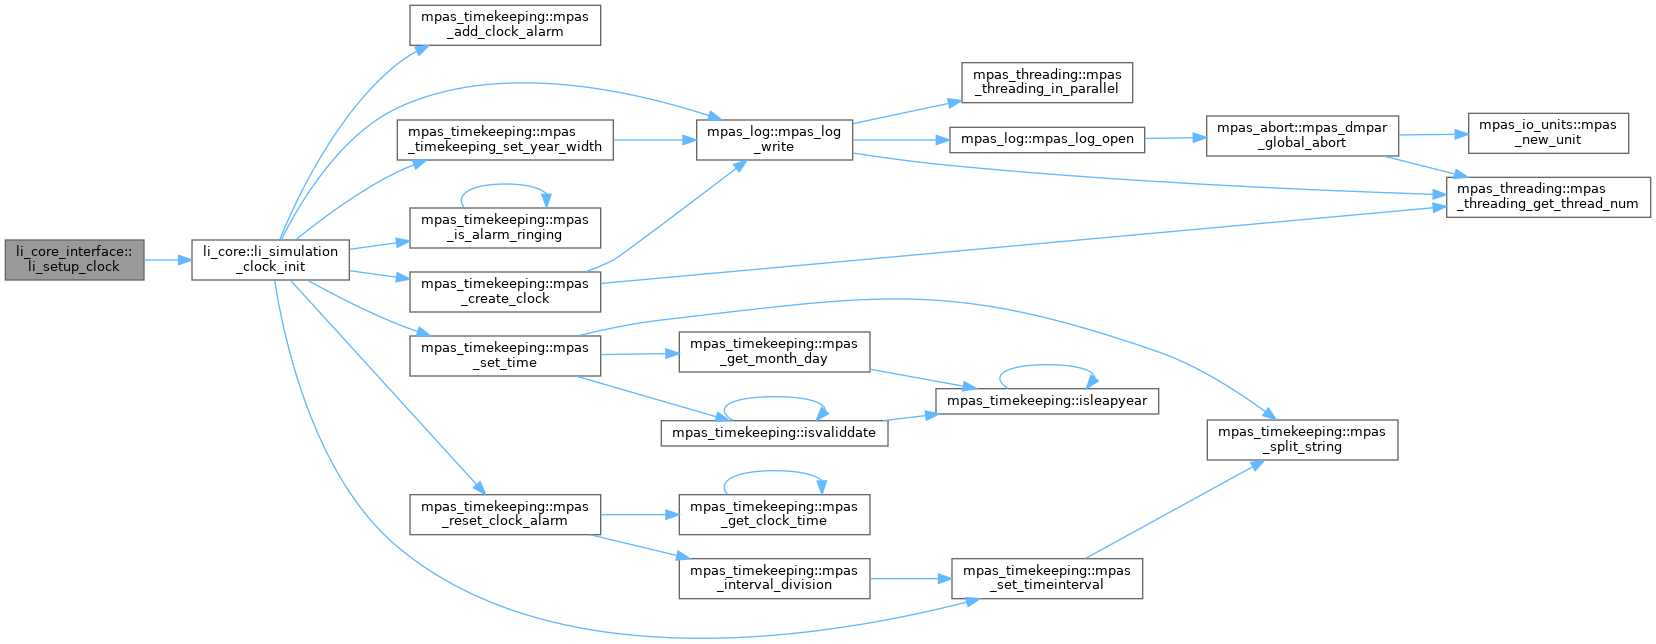 mpas_timekeeping::mpas
_add_clock_alarm
mpas_threading::mpas
_threading_in_parallel
mpas_timekeeping::mpas
_timekeeping_set_year_width
mpas_log::mpas_log
_write
mpas_log::mpas_log_open
mpas_abort::mpas_dmpar
_global_abort
mpas_io_units::mpas
_new_unit
mpas_threading::mpas
_threading_get_thread_num
mpas_timekeeping::mpas
_is_alarm_ringing
li_core_interface::
li_setup_clock
li_core::li_simulation
_clock_init
mpas_timekeeping::mpas
_create_clock
mpas_timekeeping::mpas
_set_time
mpas_timekeeping::mpas
_get_month_day
mpas_timekeeping::isleapyear
mpas_timekeeping::isvaliddate
mpas_timekeeping::mpas
_split_string
mpas_timekeeping::mpas
_reset_clock_alarm
mpas_timekeeping::mpas
_get_clock_time
mpas_timekeeping::mpas
_interval_division
mpas_timekeeping::mpas
_set_timeinterval